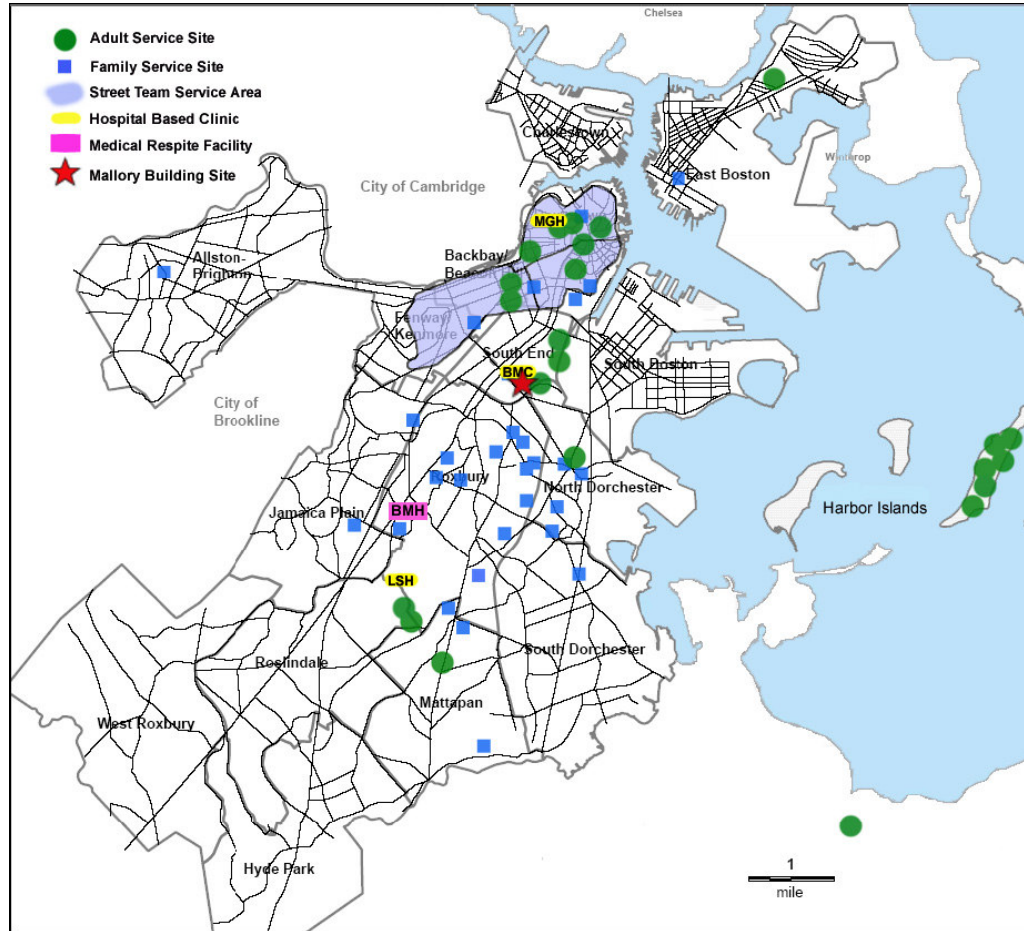 Chelsea
Adult Service Site
Family Service Site
Street Team Service Area
Hospital Based Clinic
Medical Respite Facility
Mallory Building Site
Charlestown
Winthrop
East Boston
City of Cambridge
MGH
Allston-
Brighton
Backbay/
Beacon
Fenway/
Kenmore
South End
South Boston
BMC
City of
Brookline
Roxbury
North Dorchester
Harbor Islands
Jamaica Plain
BMH
LSH
South Dorchester
Roslindale
Mattapan
West Roxbury
Hyde Park
1
mile